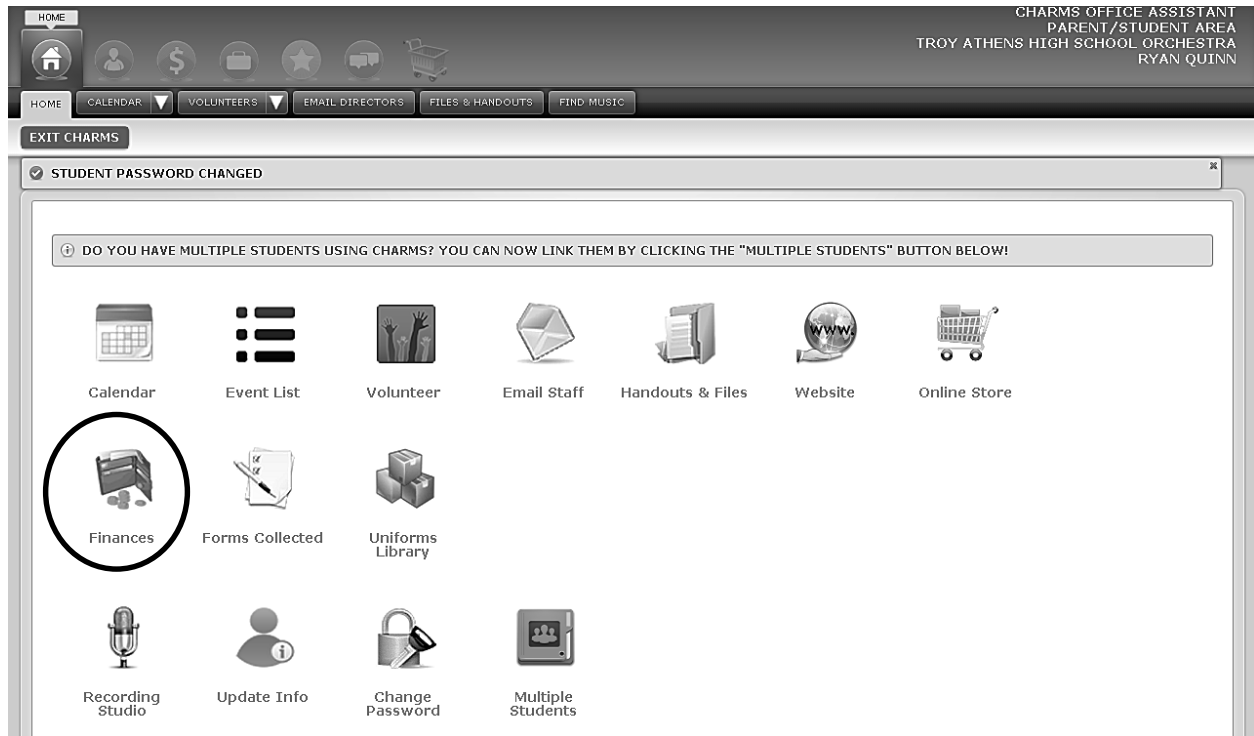 HOME
CHARMS OFFICE ASSISTANT
PARENT/STUDENT AREA
TROY ATHENS HIGH SCHOOL ORCHESTRA
RYAN QUINN
$
HOME CALENDAR VOLUNTEERS EMAIL DIRECTORS FILES & HANDOUTS FIND MUSIC
EXIT CHARMS
STUDENT PASSWORD CHANGED
DO YOU HAVE MULTIPLE STUDENTS USING CHARMS? YOU CAN NOW LINK THEM BY CLICKING THE "MULTIPLE STUDENTS" BUTTON BELOW!
www.
Calendar Event List Volunteer Email Staff Handouts & Files Website Online Store
Finances Forms Collected Uniforms
Library
Recording Update Info Change Multiple
Studio Password Students